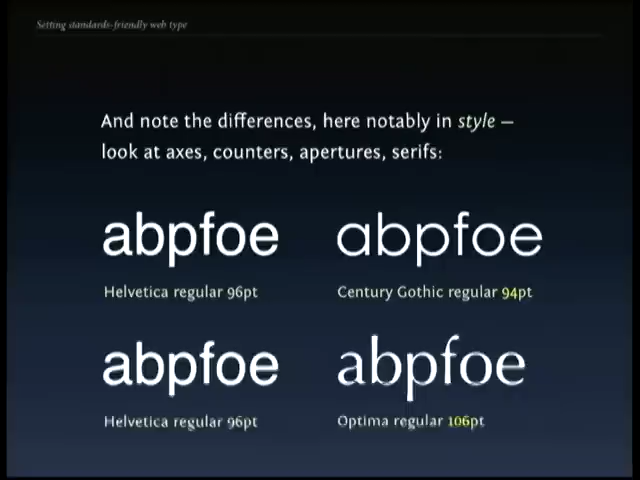 Setting standards-friendly web type
And note the differences, here notably in style —
look at axes, counters, apertures, serifs:
abpfoe abpfoe
Helvetica regular 96pt Century Gothic regular 94pt
abpfoe abpfoe
Helvetica regular 96pt Optima regular 106pt